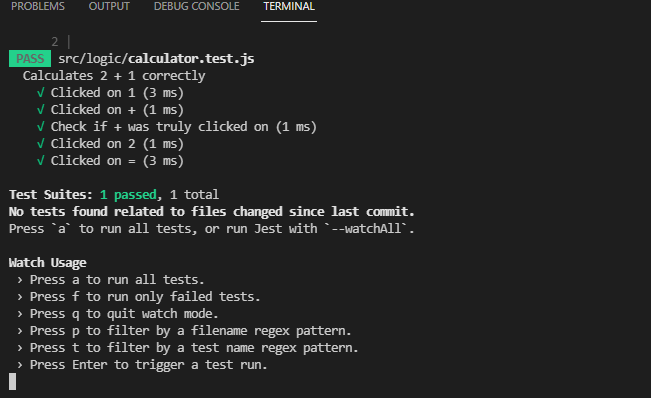 PROBLEMS OUTPUT DEBUG CONSOLE TERMINAL
2 |
PASS src/logic/calculator.test.js
Calculates 2 + 1 correctly
√ Clicked on 1 (3 ms)
√ Clicked on + (1 ms)
√ Check if + was truly clicked on (1 ms)
√ Clicked on 2 (1 ms)
√ Clicked on = (3 ms)
Test Suites: 1 passed, 1 total
No tests found related to files changed since last commit.
Press `a` to run all tests, or run Jest with `--watchAll`.
Watch Usage
› Press a to run all tests.
› Press f to run only failed tests.
› Press q to quit watch mode.
› Press p to filter by a filename regex pattern.
› Press t to filter by a test name regex pattern.
› Press Enter to trigger a test run.